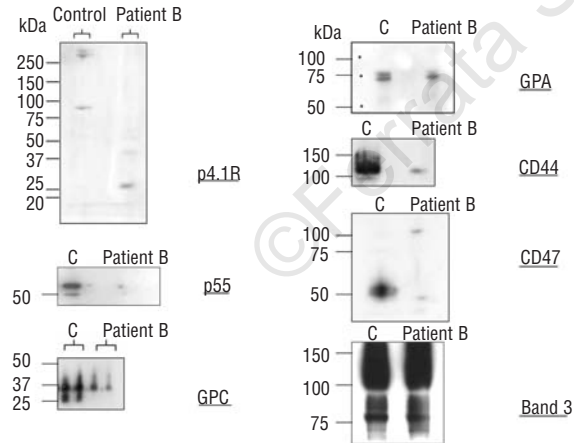 Control Patient B
kDa
250
150
100
75
50
37
25
20
p4.1R
C Patient B
50
p55
C Patient B
50
37
25
GPC
kDa
C Patient B
100
75
50
GPA
C Patient B
150
100
CD44
C Patient B
100
75
50
CD47
C Patient B
150
100
75
Band 3
©Ferrata S